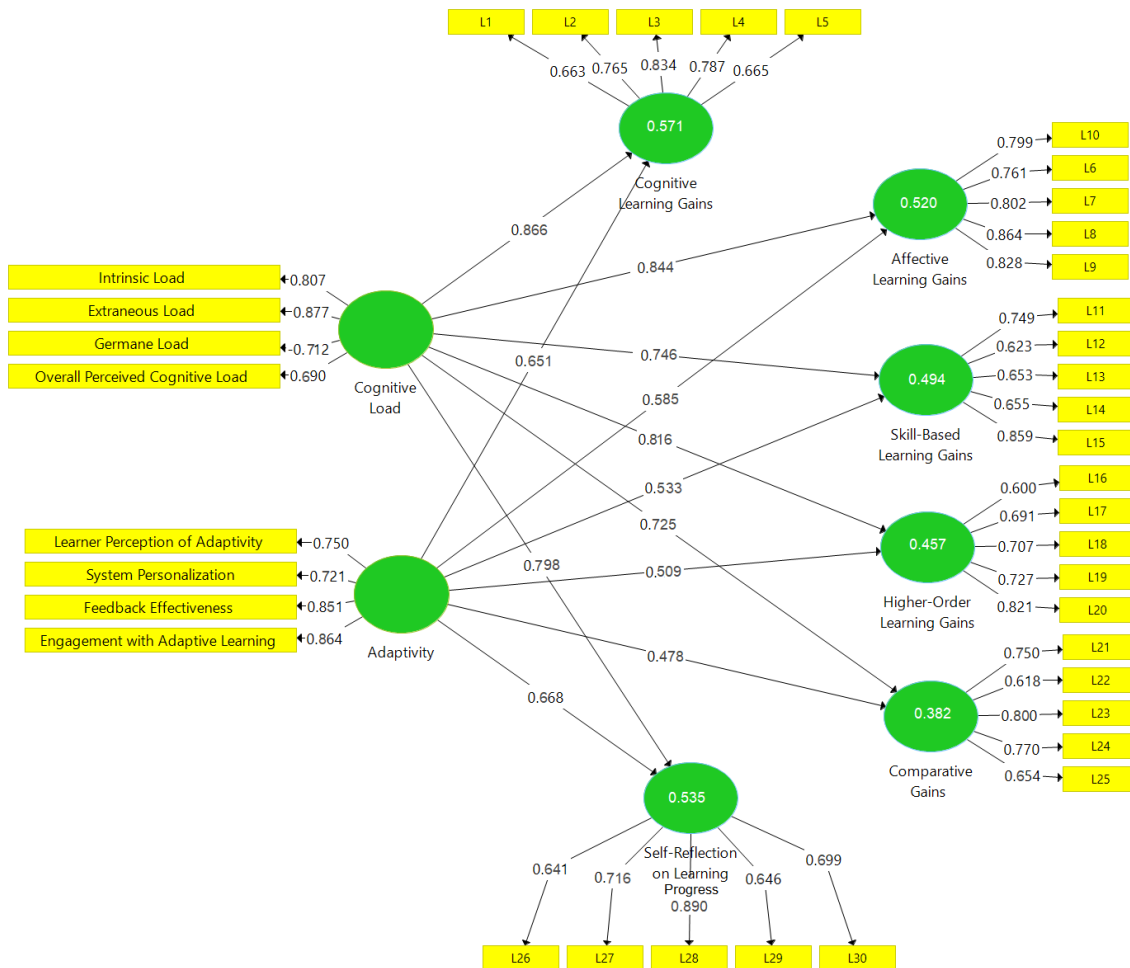 L1 L2 L3 L4 L5
0.663 0.765 0.834 0.787 0.665
0.571
Cognitive
Learning Gains
L10
L6
L7
L8
L9
0.799
0.761
0.802
0.864
0.828
0.520
Affective
Learning Gains
0.866
0.844
Intrinsic Load
Extraneous Load
Germane Load
Overall Perceived Cognitive Load
0.807
0.877
-0.712
0.690
Cognitive
Load
0.651
0.746
0.585
0.816
0.533
0.725
0.798
0.509
0.478
0.668
L11
L12
L13
L14
L15
0.749
0.623
0.653
0.655
0.859
0.494
Skill-Based
Learning Gains
L16
L17
L18
L19
L20
0.600
0.691
0.707
0.727
0.821
0.457
Higher-Order
Learning Gains
Learner Perception of Adaptivity
System Personalization
Feedback Effectiveness
Engagement with Adaptive Learning
0.750
0.721
0.851
0.864
Adaptivity
L21
L22
L23
L24
L25
0.750
0.618
0.800
0.770
0.654
0.382
Comparative
Gains
0.535
Self-Reflection
on Learning
Progress
0.641 0.716 0.890 0.646 0.699
L26 L27 L28 L29 L30